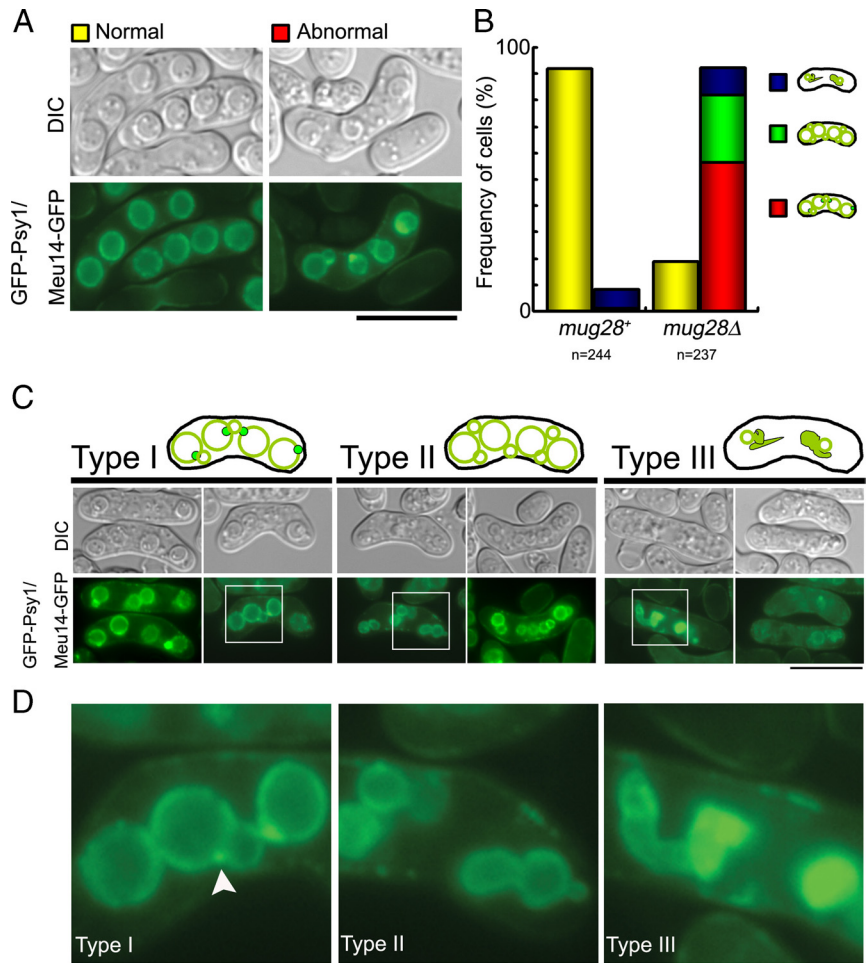 A
Normal
Abnormal
DIC
GFP-Psy1/
Meu14-GFP
B
Frequency of cells (%)
100
0
mug28+
mug28Δ
n=244
n=237
C
Type I
Type II
Type III
DIC
GFP-Psy1/
Meu14-GFP
D
Type I
Type II
Type III